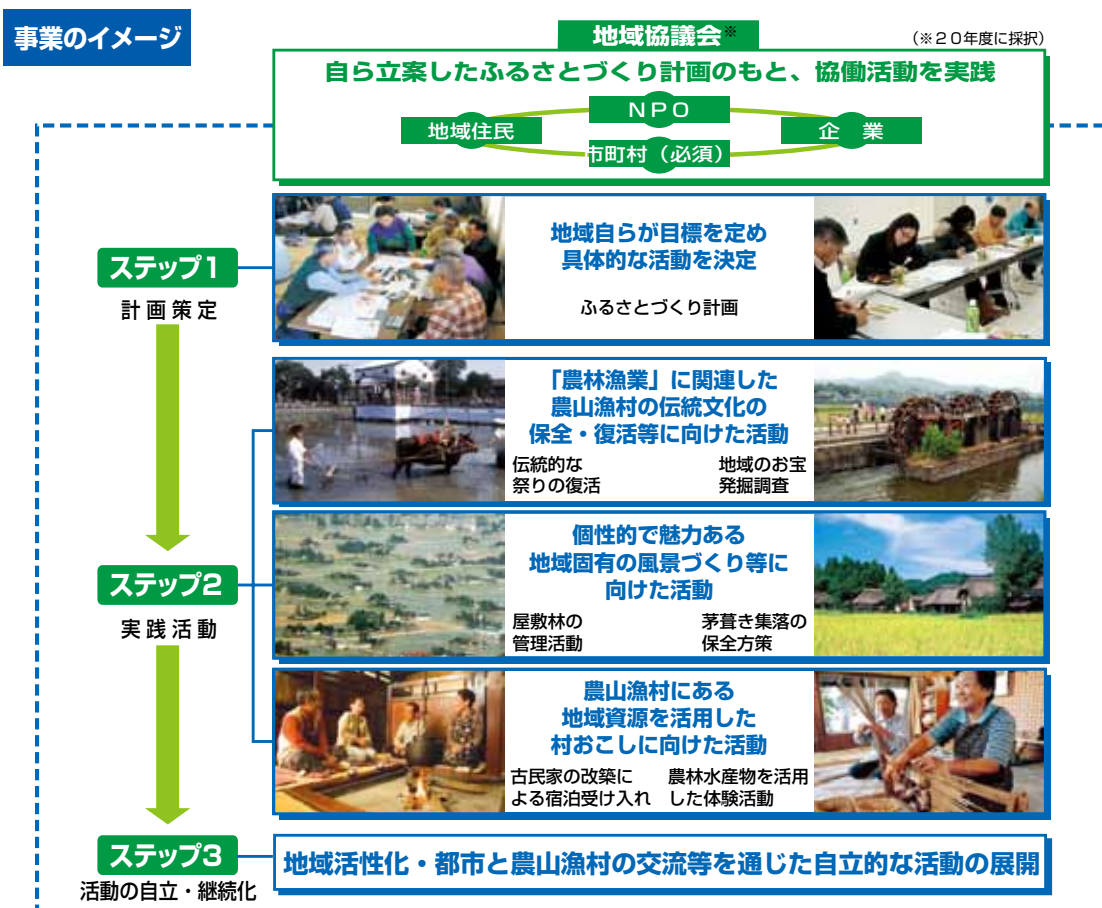 事業のイメージ
地域協議会※
(※20年度に採択)
自ら立案したふるさとづくり計画のもと、協働活動を実践
NPO
地域住民
企　業
市町村(必須)
ステップ1
計画策定
地域自らが目標を定め
具体的な活動を決定
ふるさとづくり計画
「農林漁業」に関連した
農山漁村の伝統文化の
保全・復活等に向けた活動
伝統的な
祭りの復活
地域のお宝
発掘調査
ステップ2
実践活動
個性的で魅力ある
地域固有の風景づくり等に
向けた活動
屋敷林の
管理活動
茅葺き集落の
保全方策
農山漁村にある
地域資源を活用した
村おこしに向けた活動
古民家の改築に
よる宿泊受け入れ
農林水産物を活用
した体験活動
ステップ3
活動の自立・継続化
地域活性化・都市と農山漁村の交流等を通じた自立的な活動の展開